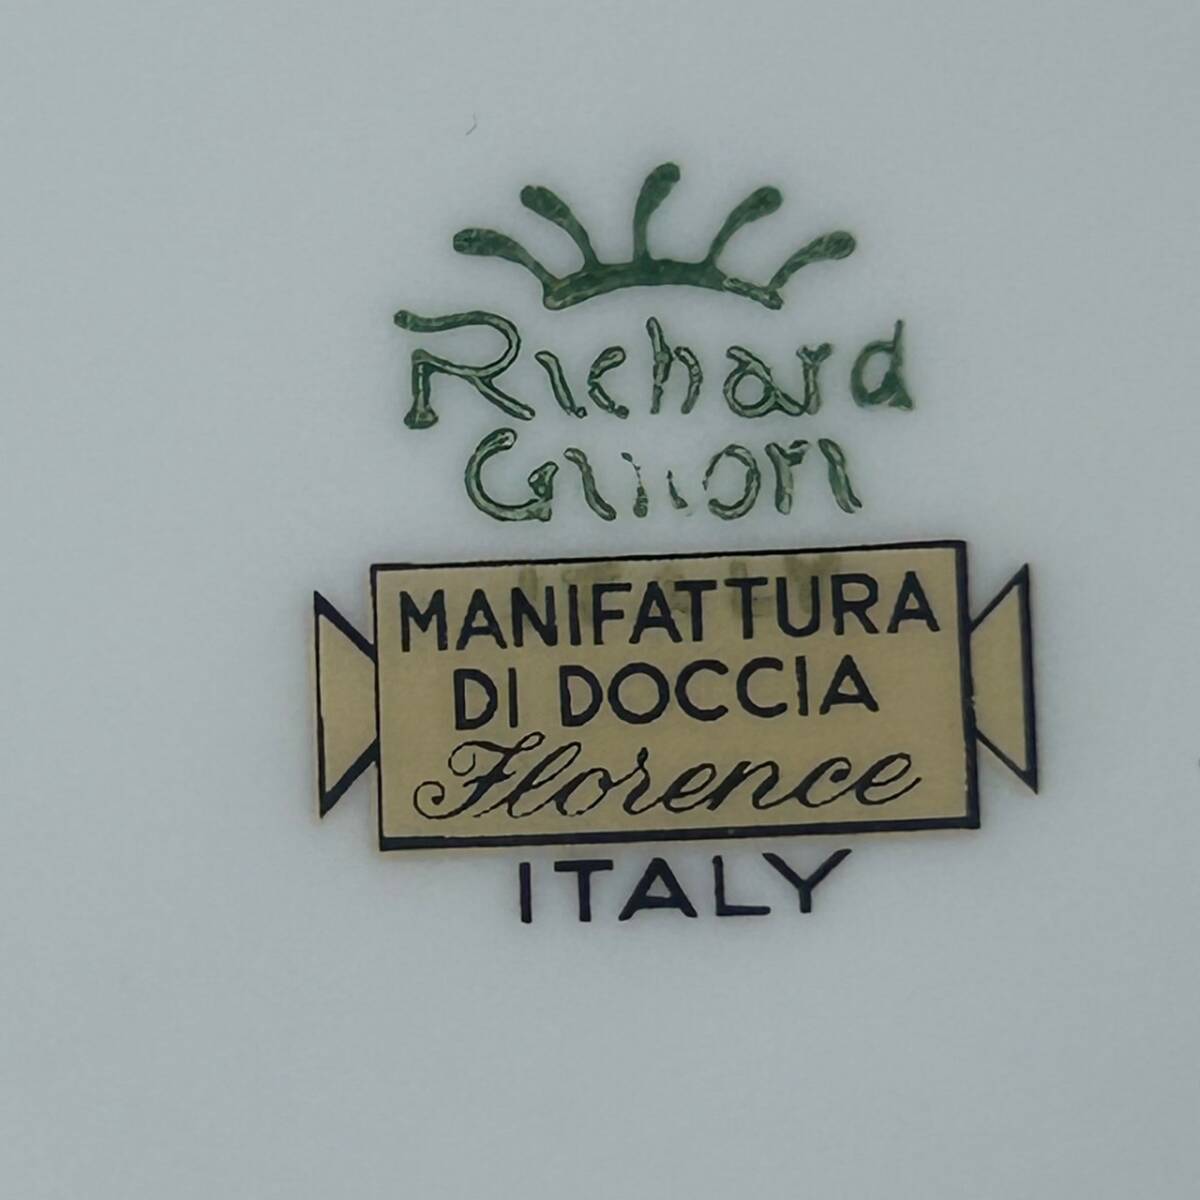 Richard
Ginori
MANIFATTURA
DI DOCCIA
Florence
ITALY